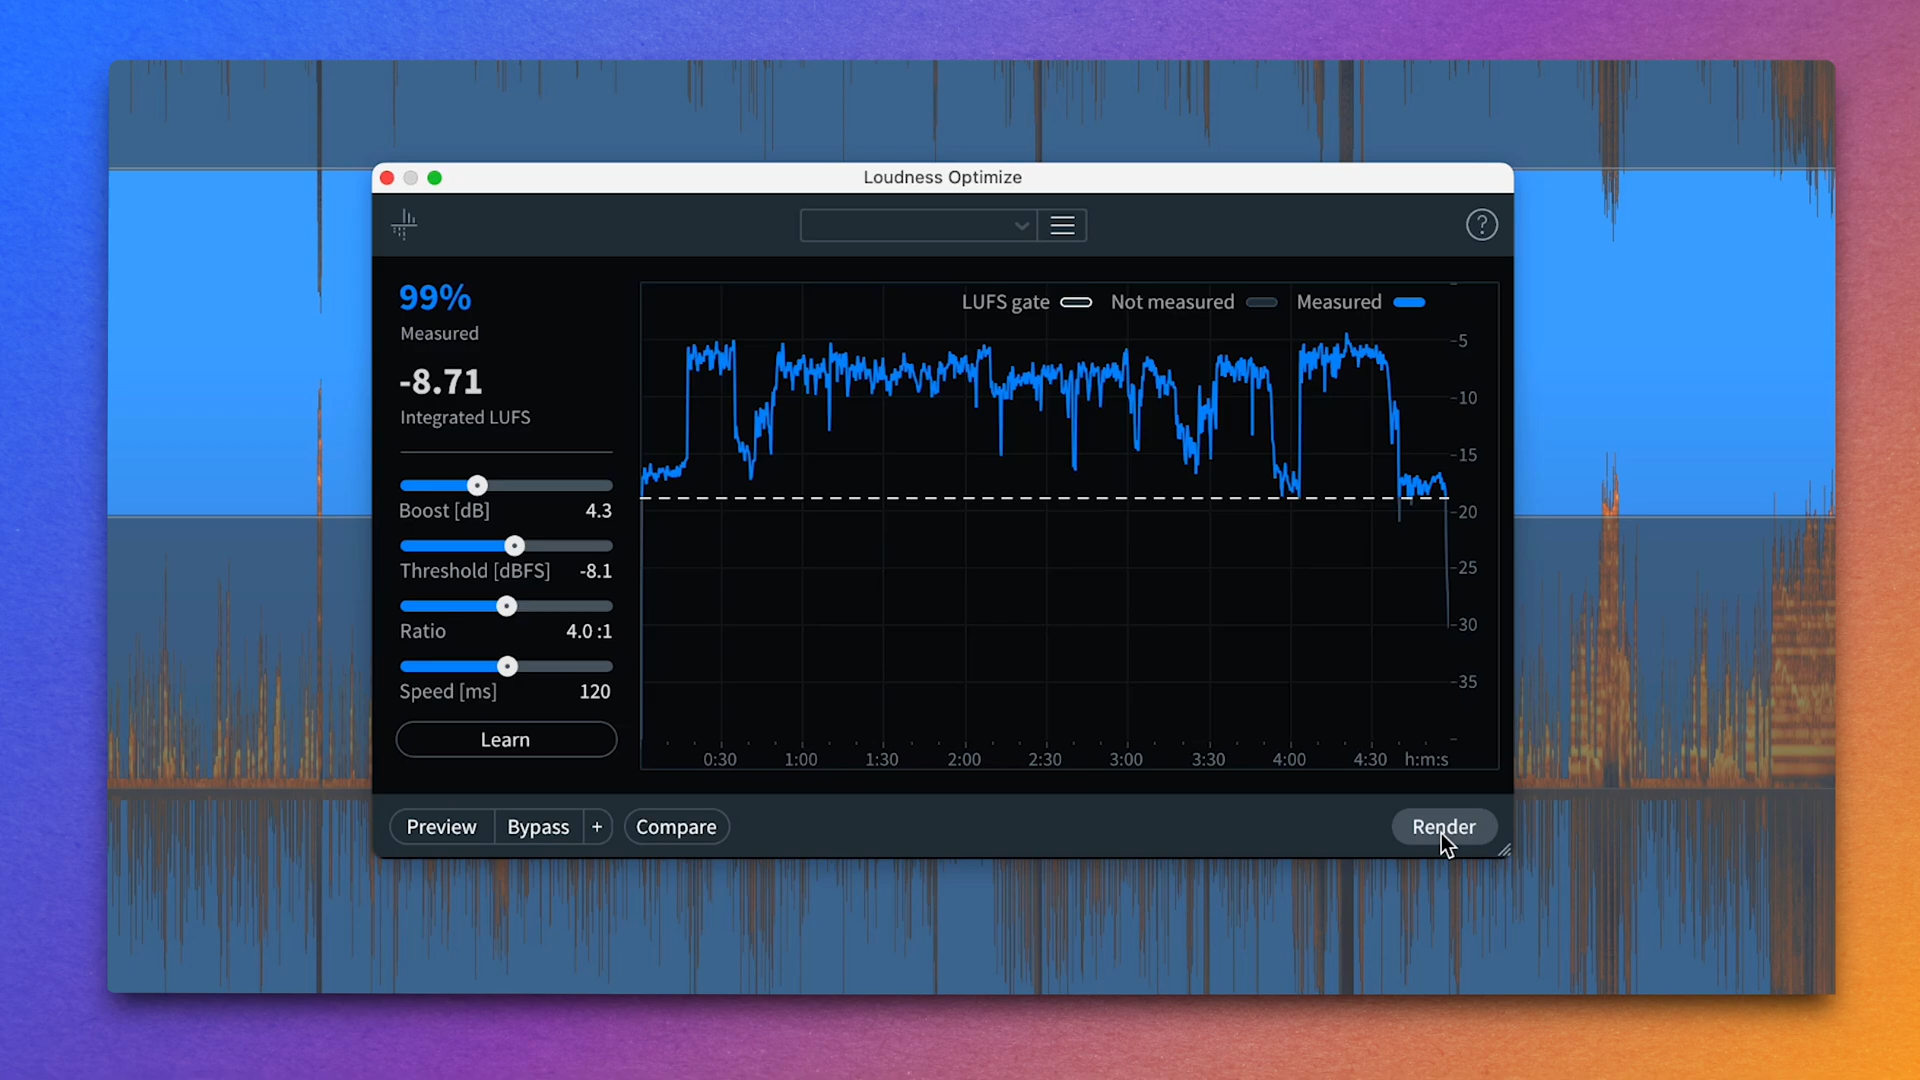 Loudness Optimize
?
99%
Measured
-8.71
Integrated LUFS
Boost [dB] 4.3
Threshold [dBFS] -8.1
Ratio 4.0 :1
Speed [ms] 120
Learn
LUFS gate Not measured Measured
-5
-10
-15
-20
-25
-30
-35
0:30 1:00 1:30 2:00 2:30 3:00 3:30 4:00 4:30 h:m:s
Preview Bypass + Compare Render